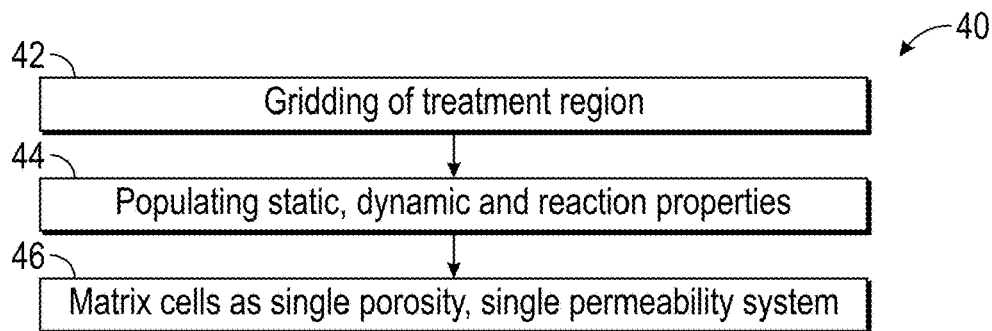 40
42
Gridding of treatment region
44
Populating static, dynamic and reaction properties
46
Matrix cells as single porosity, single permeability system